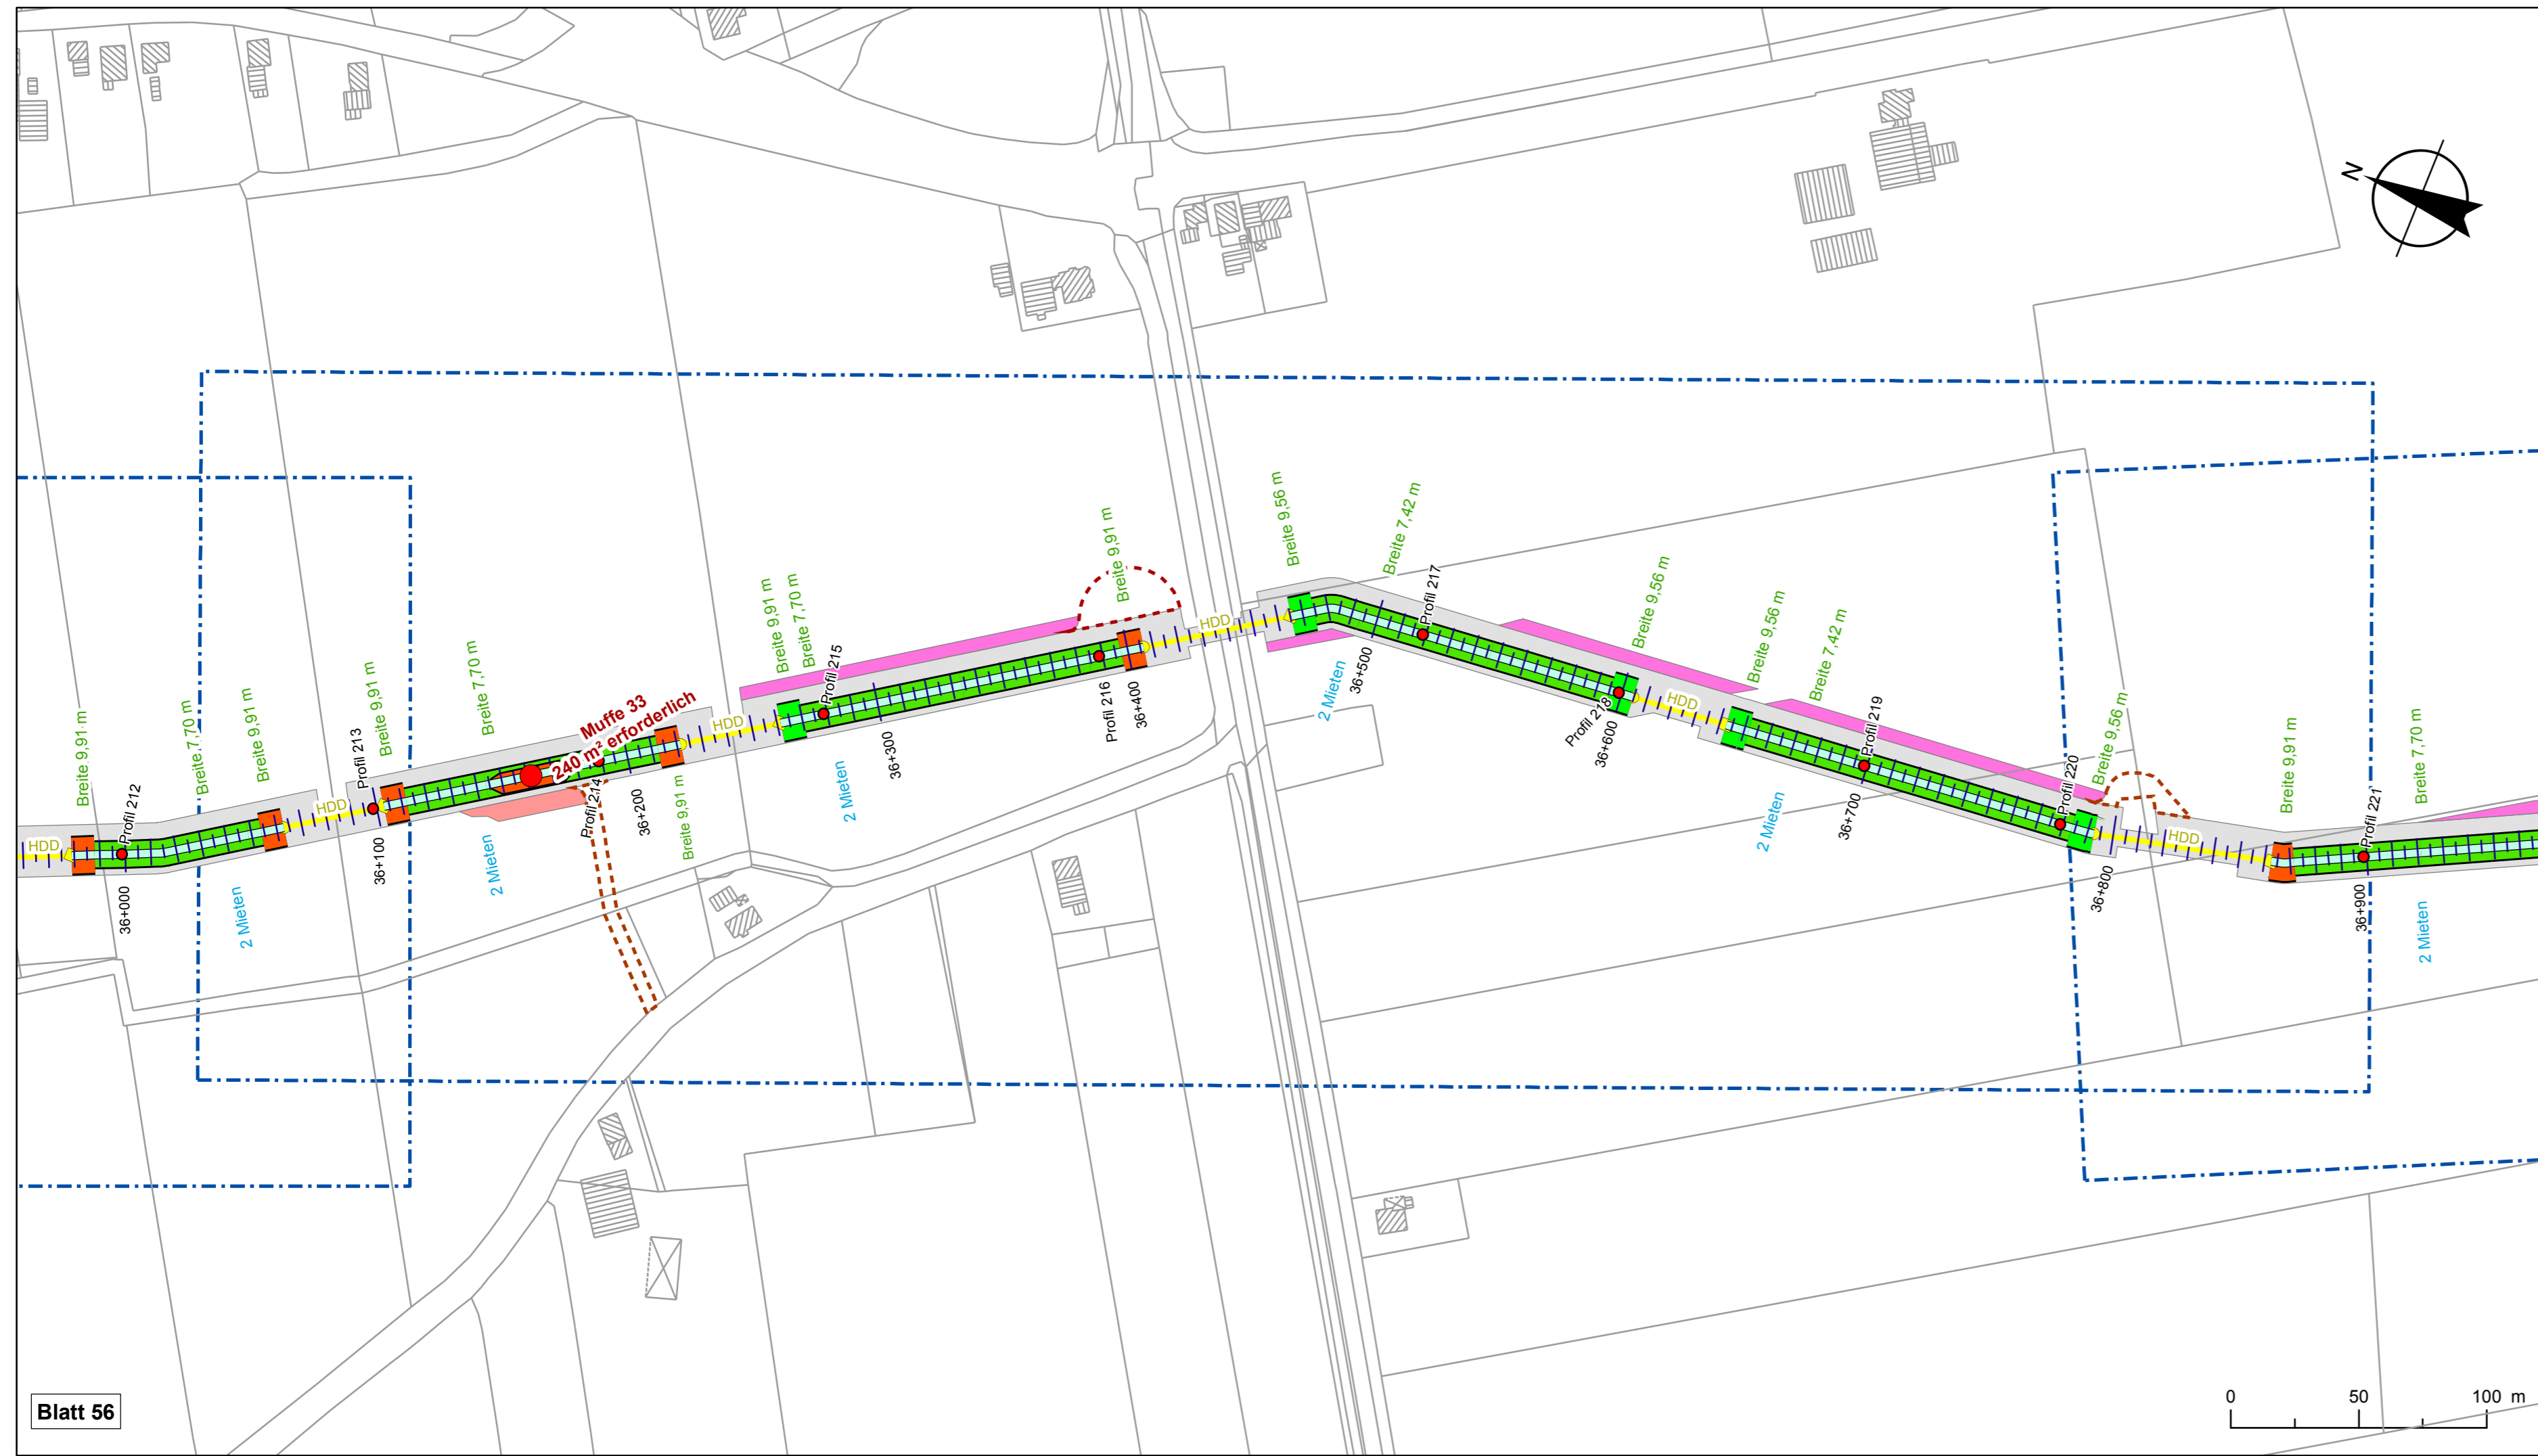 N
Breite 9,91 m
HDD
Profil 212
36+000
Breite 7,70 m
2 Mieten
Breite 9,91 m
HDD
Profil 213
36+100
Breite 9,91 m
Breite 7,70 m
2 Mieten
Muffe 33
240 m² erforderlich
Profil 214
36+200
Breite 9,91 m
HDD
Breite 9,91 m
Breite 7,70 m
Profil 215
2 Mieten
36+300
Breite 9,91 m
Profil 216
36+400
HDD
Breite 9,56 m
2 Mieten
36+500
Breite 7,42 m
Profil 217
Profil 218
36+600
Breite 9,56 m
HDD
Breite 9,56 m
Breite 7,42 m
2 Mieten
36+700
Profil 219
Profil 220
Breite 9,56 m
36+800
HDD
Breite 9,91 m
Profil 221
36+900
Breite 7,70 m
2 Mieten
Blatt 56
0 50 100 m